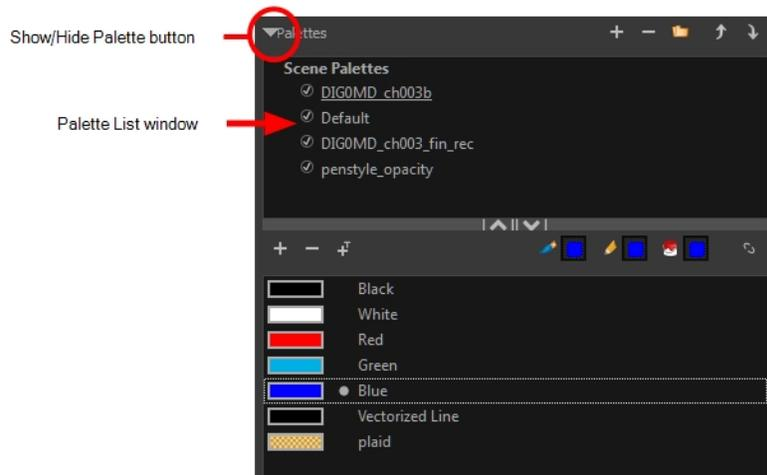 Show/Hide Palette button
Palettes
Palette List window
Scene Palettes
DIG0MD_ch003b
Default
DIG0MD_ch003_fin_rec
penstyle_opacity
T
Black
White
Red
Green
Blue
Vectorized Line
plaid